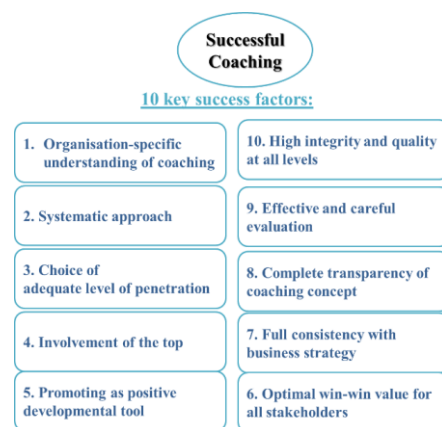 Successful
Coaching
10 key success factors:
1. Organisation-specific
understanding of coaching
2. Systematic approach
3. Choice of
adequate level of penetration
4. Involvement of the top
5. Promoting as positive
developmental tool
10. High integrity and quality
at all levels
9. Effective and careful
evaluation
8. Complete transparency of
coaching concept
7. Full consistency with
business strategy
6. Optimal win-win value for
all stakeholders